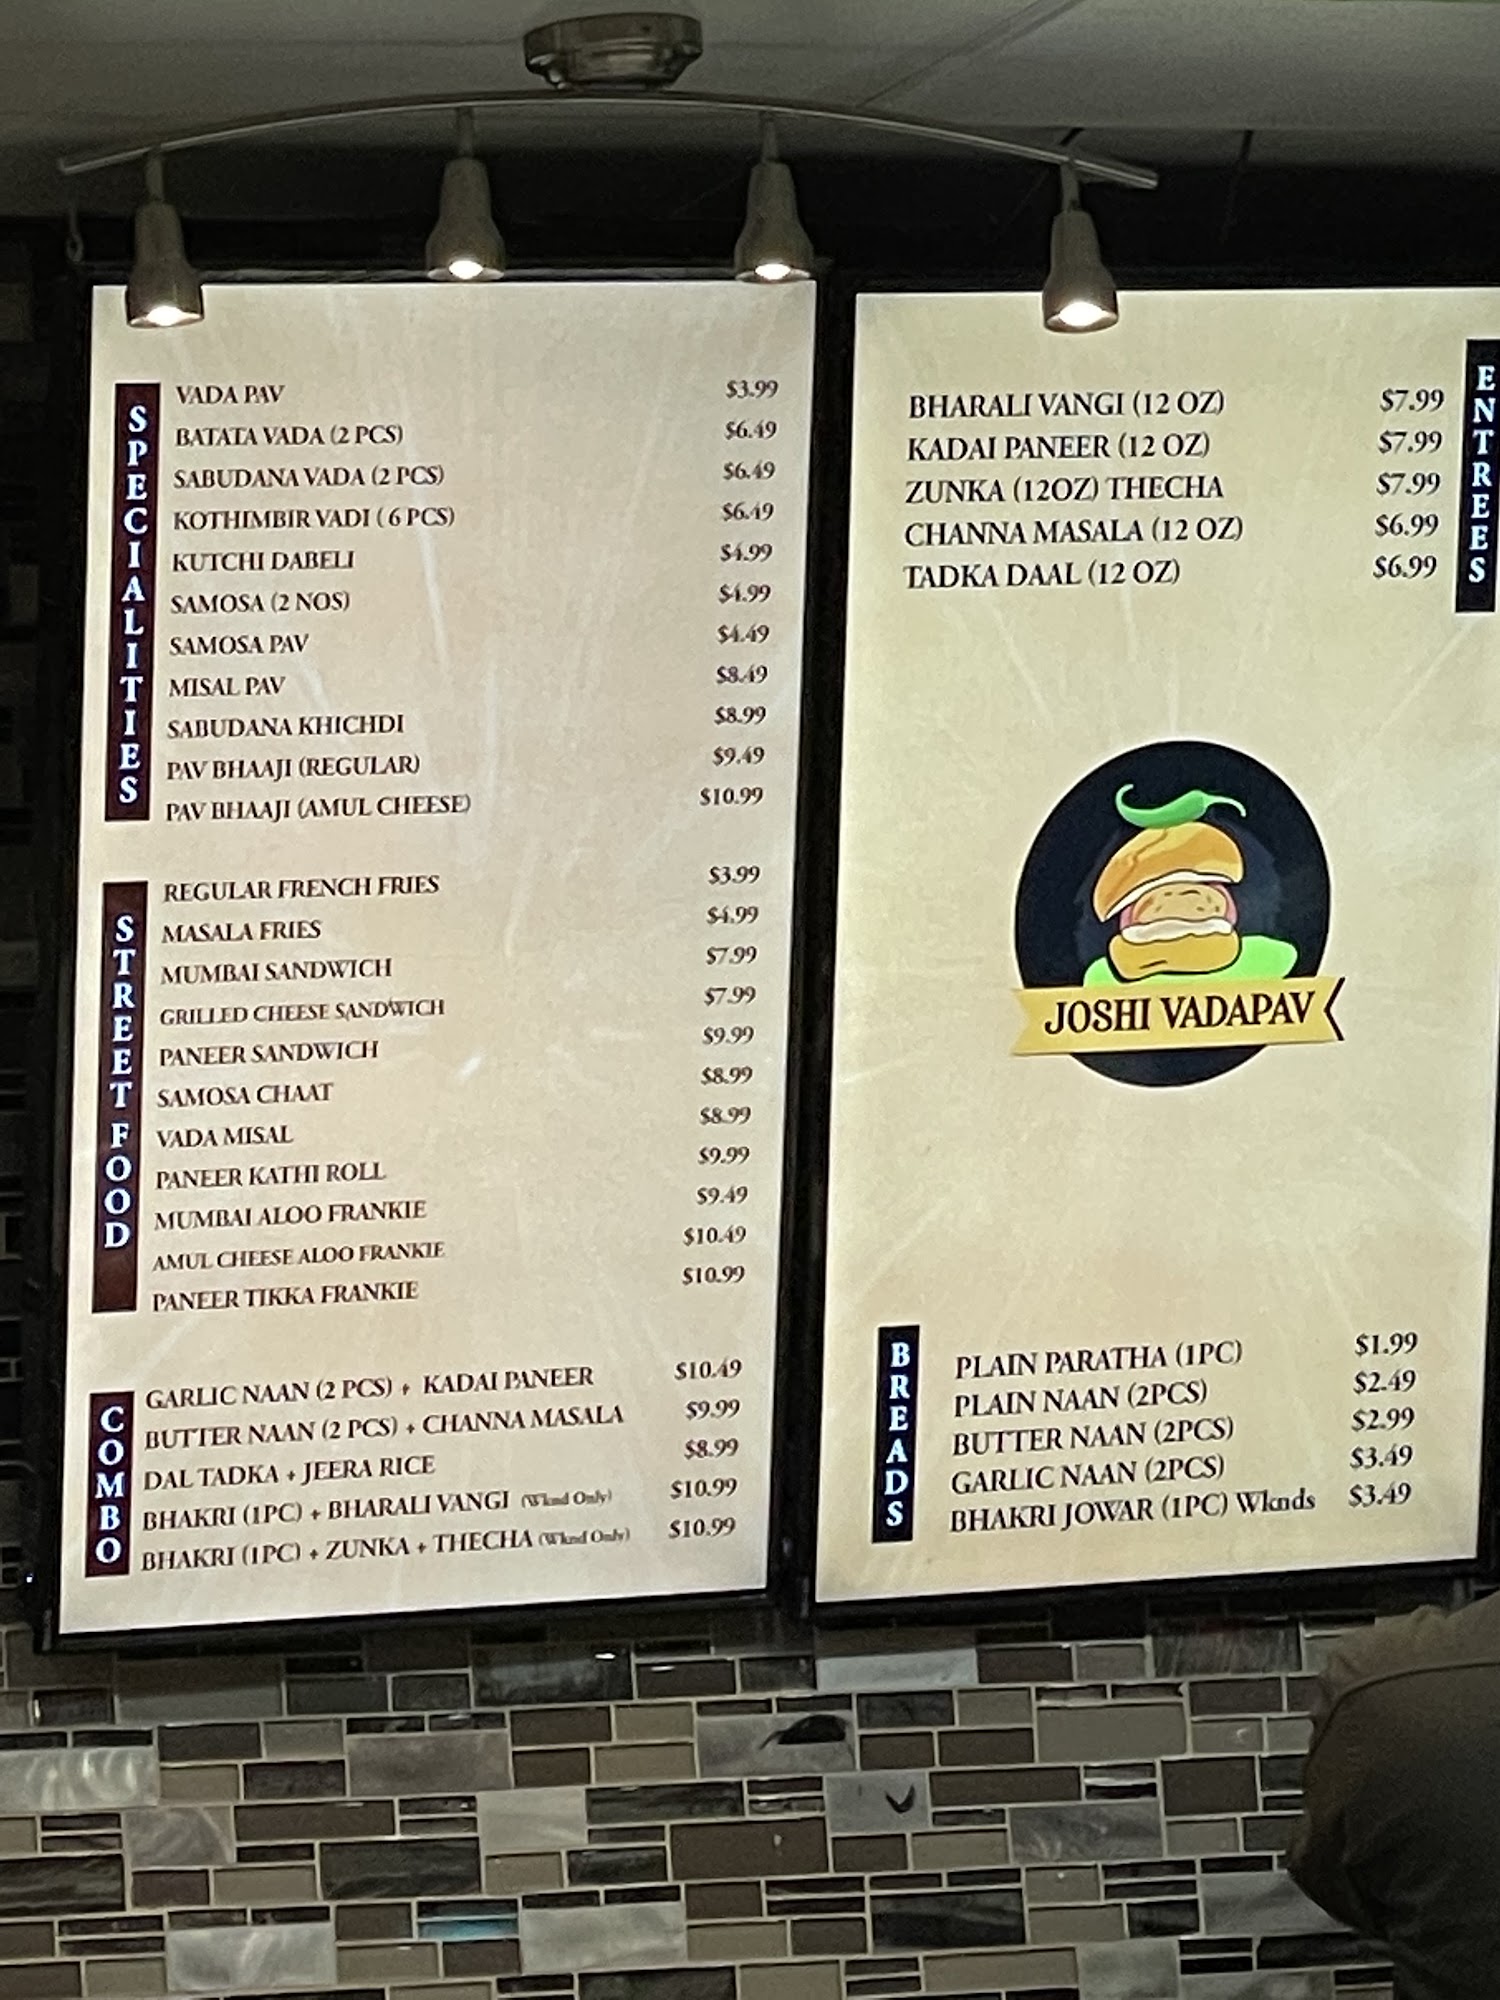 SPECIALITIES
VADA PAV $3.99
BATATA VADA (2 PCS) $6.49
SABUDANA VADA (2 PCS) $6.49
KOTHIMBIR VADI ( 6 PCS) $6.49
KUTCHI DABELI $4.99
SAMOSA (2 NOS) $4.99
SAMOSA PAV $4.49
MISAL PAV $8.49
SABUDANA KHICHDI $8.99
PAV BHAAJI (REGULAR) $9.49
PAV BHAAJI (AMUL CHEESE) $10.99
STREET FOOD
REGULAR FRENCH FRIES $3.99
MASALA FRIES $4.99
MUMBAI SANDWICH $7.99
GRILLED CHEESE SANDWICH $7.99
PANEER SANDWICH $9.99
SAMOSA CHAAT $8.99
VADA MISAL $8.99
PANEER KATHI ROLL $9.99
MUMBAI ALOO FRANKIE $9.49
AMUL CHEESE ALOO FRANKIE $10.49
PANEER TIKKA FRANKIE $10.99
COMBO
GARLIC NAAN (2 PCS) + KADAI PANEER $10.49
BUTTER NAAN (2 PCS) + CHANNA MASALA $9.99
DAL TADKA + JEERA RICE $8.99
BHAKRI (1PC) + BHARALI VANGI (Wknd Only) $10.99
BHAKRI (1PC) + ZUNKA + THECHA (Wknd Only) $10.99
ENTREES
BHARALI VANGI (12 OZ) $7.99
KADAI PANEER (12 OZ) $7.99
ZUNKA (12OZ) THECHA $7.99
CHANNA MASALA (12 OZ) $6.99
TADKA DAAL (12 OZ) $6.99
JOSHI VADAPAV
BREADS
PLAIN PARATHA (1PC) $1.99
PLAIN NAAN (2PCS) $2.49
BUTTER NAAN (2PCS) $2.99
GARLIC NAAN (2PCS) $3.49
BHAKRI JOWAR (1PC) Wknds $3.49